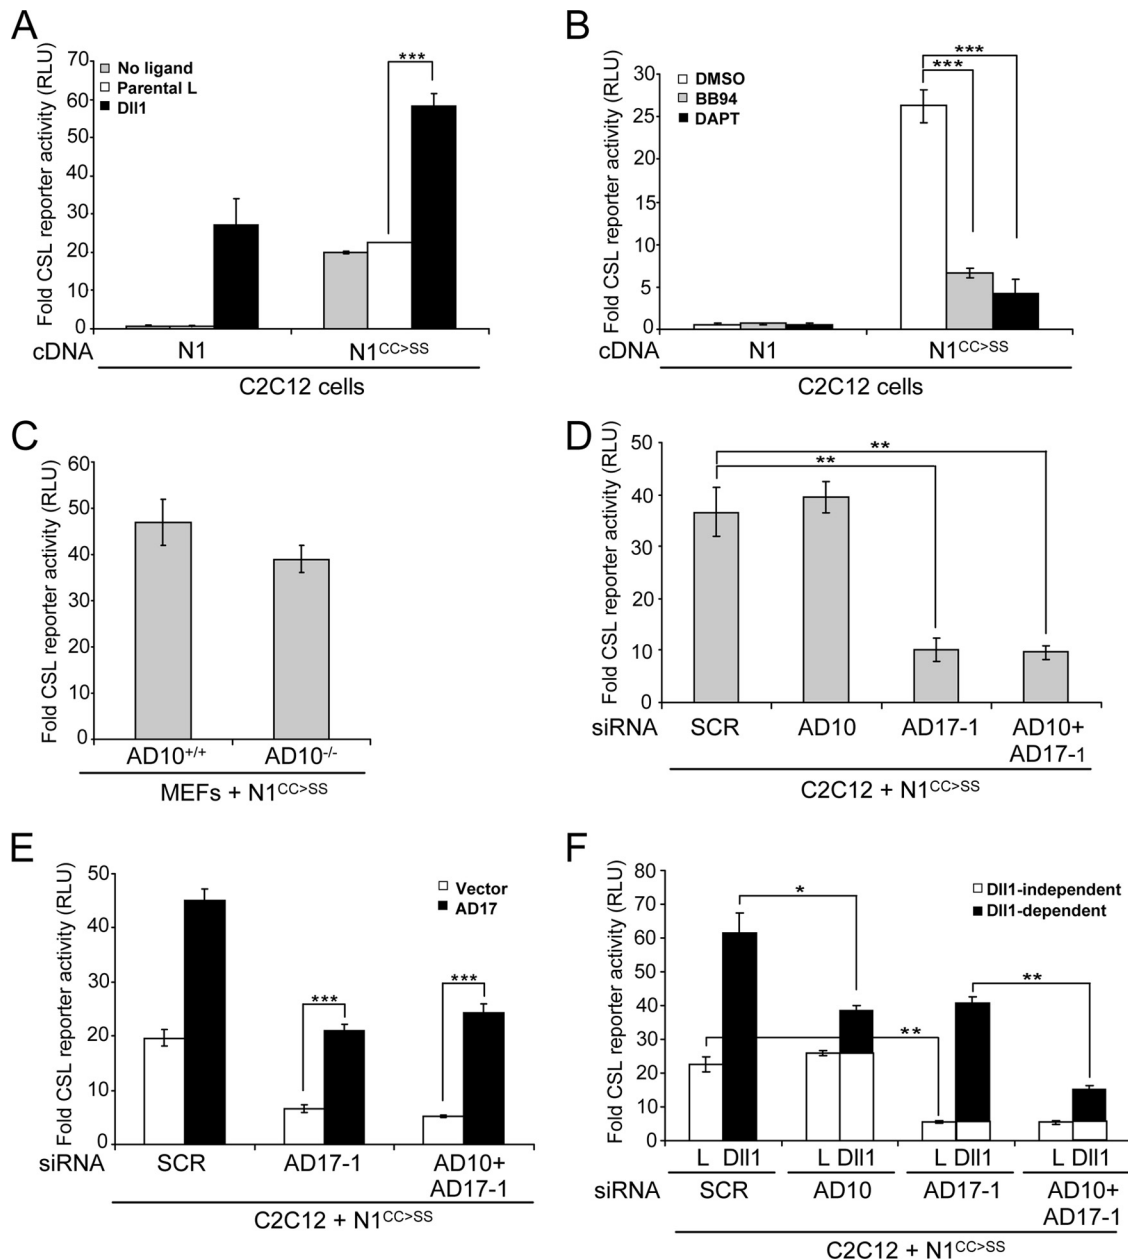 A
Fold CSL reporter activity (RLU)
70
60
50
40
30
20
10
0
No ligand
Parental L
Dll1
***
cDNA N1 N1CC>SS
C2C12 cells
B
Fold CSL reporter activity (RLU)
30
25
20
15
10
5
0
DMSO
BB94
DAPT
***
***
cDNA N1 N1CC>SS
C2C12 cells
C
Fold CSL reporter activity (RLU)
60
50
40
30
20
10
0
AD10+/+ AD10-/-
MEFs + N1CC>SS
D
Fold CSL reporter activity (RLU)
50
40
30
20
10
0
**
**
siRNA SCR AD10 AD17-1 AD10+
AD17-1
C2C12 + N1CC>SS
E
Fold CSL reporter activity (RLU)
50
40
30
20
10
0
Vector
AD17
***
***
siRNA SCR AD17-1 AD10+
AD17-1
C2C12 + N1CC>SS
F
Fold CSL reporter activity (RLU)
80
70
60
50
40
30
20
10
0
Dll1-independent
Dll1-dependent
*
**
**
L Dll1 L Dll1 L Dll1 L Dll1
siRNA SCR AD10 AD17-1 AD10+
AD17-1
C2C12 + N1CC>SS